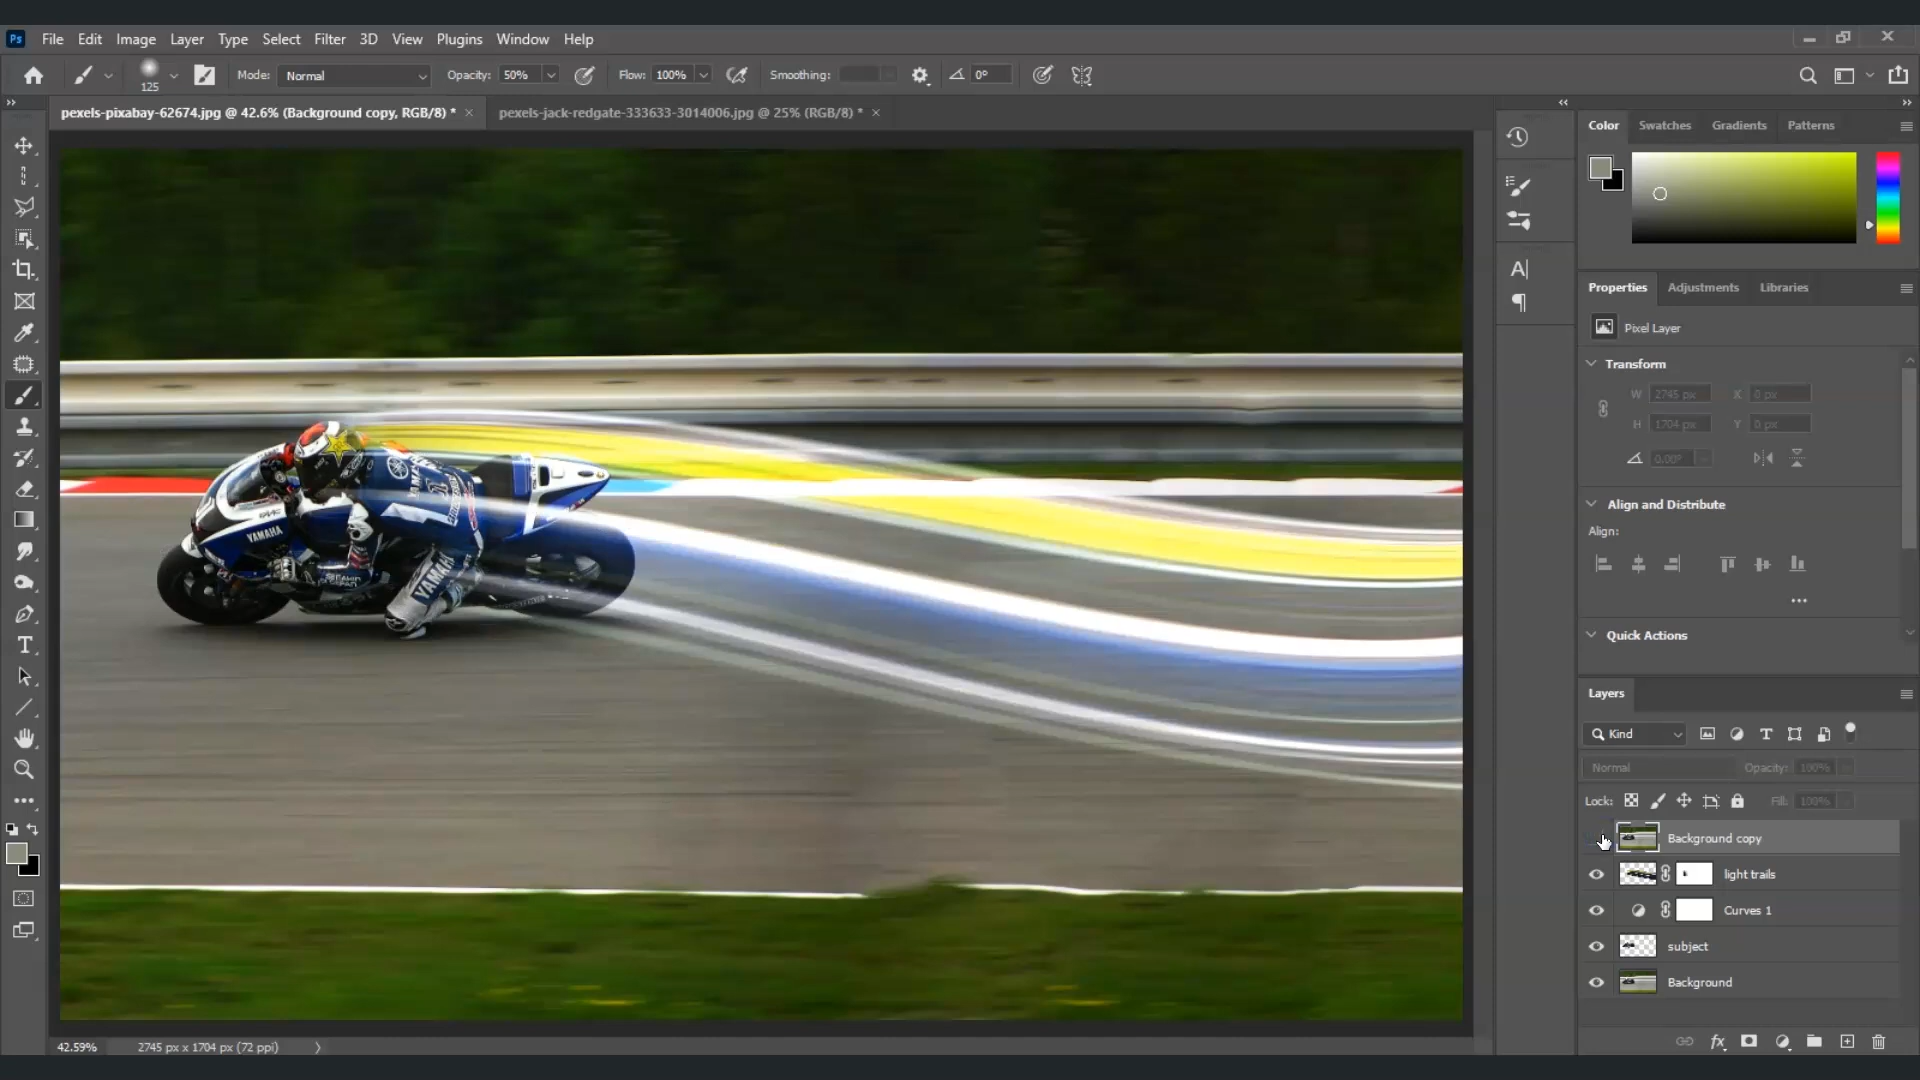 Ps File Edit Image Layer Type Select Filter 3D View Plugins Window Help
125 Mode: Normal Opacity: 50% Flow: 100% Smoothing: 0°
pexels-pixabay-62674.jpg @ 42.6% (Background copy, RGB/8) * ×
pexels-jack-redgate-333633-3014006.jpg @ 25% (RGB/8) * ×
Color Swatches Gradients Patterns
Properties Adjustments Libraries
Pixel Layer
Transform
W 2745 px X 0 px
H 1704 px Y 0 px
0.00°
Align and Distribute
Align:
Quick Actions
Layers
Kind
Normal Opacity: 100%
Lock: Fill: 100%
Background copy
light trails
Curves 1
subject
Background
YAMAHA
YAMAHA
42.59% 2745 px x 1704 px (72 ppi)